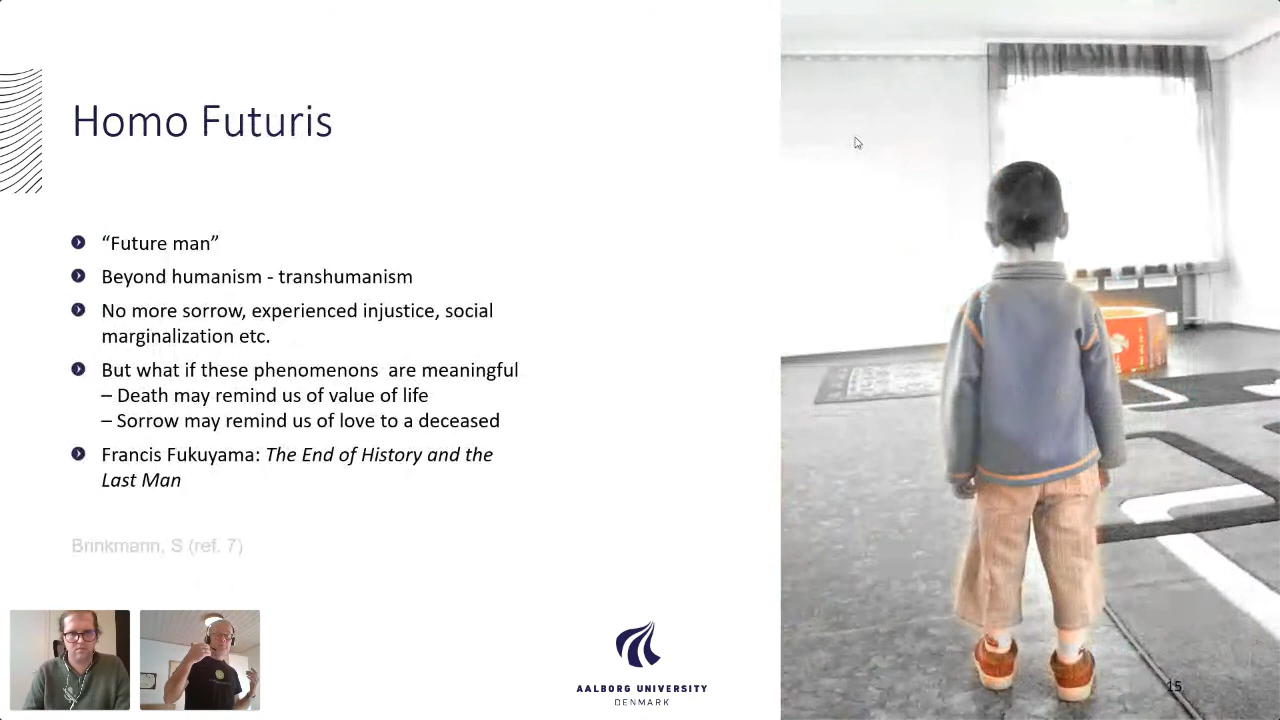 Homo Futuris
“Future man”
Beyond humanism - transhumanism
No more sorrow, experienced injustice, social
marginalization etc.
But what if these phenomenons  are meaningful
– Death may remind us of value of life
– Sorrow may remind us of love to a deceased
Francis Fukuyama: The End of History and the
Last Man
Brinkmann, S (ref. 7)
AALBORG UNIVERSITY
DENMARK
15